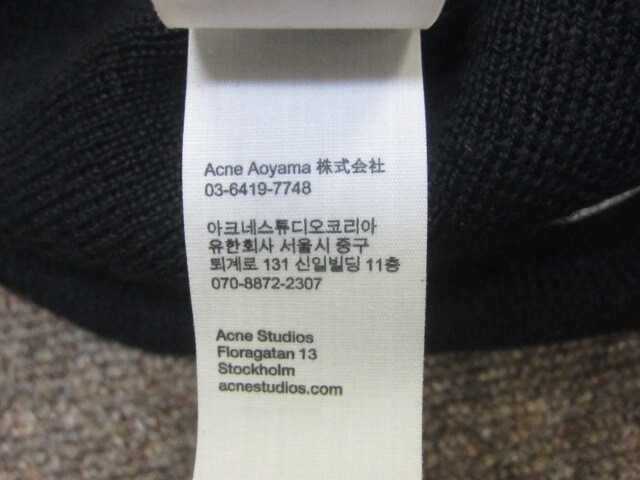 Acne Aoyama 株式会社
03-6419-7748
아크네스튜디오코리아
유한회사 서울시 중구
퇴계로 131 신일빌딩 11층
070-8872-2307
Acne Studios
Floragatan 13
Stockholm
acnestudios.com